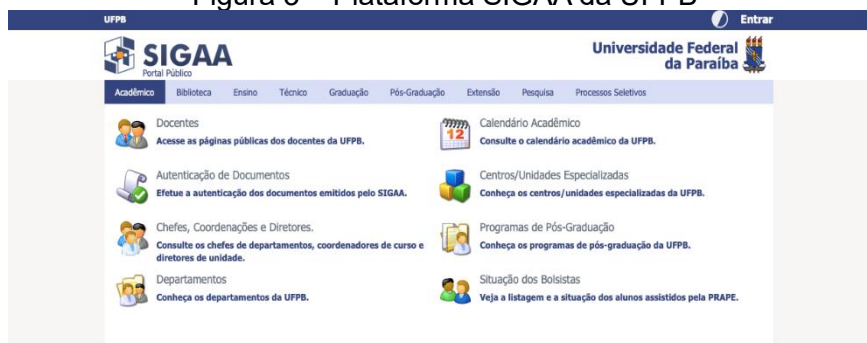 Plataforma SIGAA da UFPB
UFPB
Entrar
SIGAA
Portal Público
Universidade Federal
da Paraíba
Acadêmico Biblioteca Ensino Técnico Graduação Pós-Graduação Extensão Pesquisa Processos Seletivos
Docentes
Acesse as páginas públicas dos docentes da UFPB.
12
Calendário Acadêmico
Consulte o calendário acadêmico da UFPB.
Autenticação de Documentos
Efetue a autenticação dos documentos emitidos pelo SIGAA.
Centros/Unidades Especializadas
Conheça os centros/unidades especializadas da UFPB.
Chefes, Coordenações e Diretores.
Consulte os chefes de departamentos, coordenadores de curso e
diretores de unidade.
Programas de Pós-Graduação
Conheça os programas de pós-graduação da UFPB.
Departamentos
Conheça os departamentos da UFPB.
Situação dos Bolsistas
Veja a listagem e a situação dos alunos assistidos pela PRAPE.